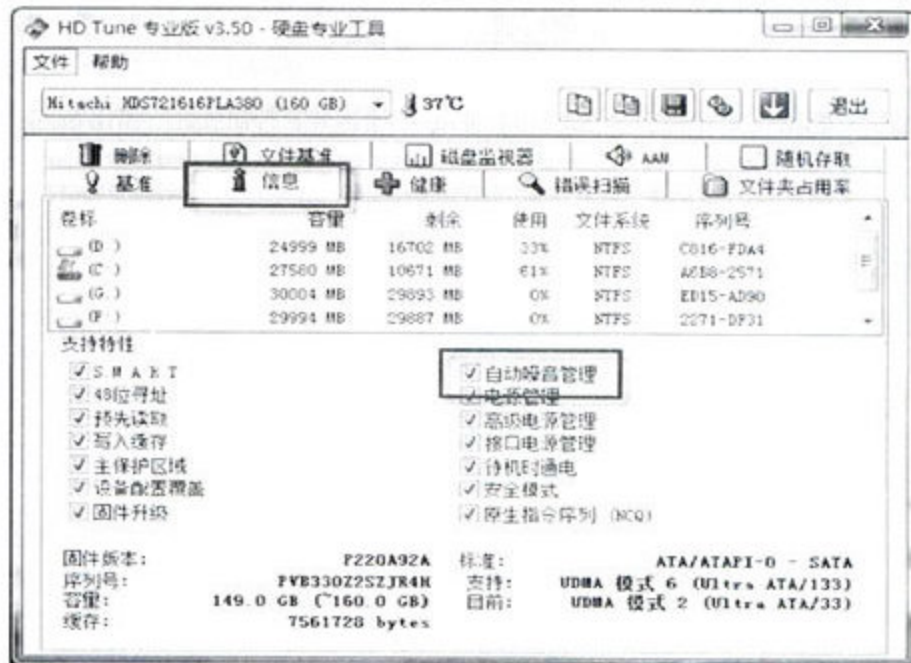 HD Tune 专业版 v3.50 - 硬盘专业工具
文件 帮助
Hitachi HDS721616PLA380 (160 GB) 37℃ 退出
删除 文件基准 磁盘监视器 AAM 随机存取
基准 信息 健康 错误扫描 文件夹占用率
卷标 容量 剩余 使用 文件系统 序列号
(D ) 24999 MB 16702 MB 33% NTFS C816-FDA4
(C ) 27580 MB 10671 MB 61% NTFS A6B8-2571
(G ) 30004 MB 29893 MB 0% NTFS ED15-AD90
(F ) 29994 MB 29887 MB 0% NTFS 2271-DF31
支持特性
S M A R T 自动噪音管理
48位寻址 电源管理
预先读取 高级电源管理
写入缓存 接口电源管理
主保护区域 待机时通电
设备配置覆盖 安全模式
固件升级 原生指令序列 (NCQ)
固件版本: P220A92A 标准: ATA/ATAPI-0 - SATA
序列号: PVB330Z2SZJR4H 支持: UDMA 模式 6 (Ultra ATA/133)
容量: 149.0 GB (~160.0 GB) 目前: UDMA 模式 2 (Ultra ATA/33)
缓存: 7561728 bytes